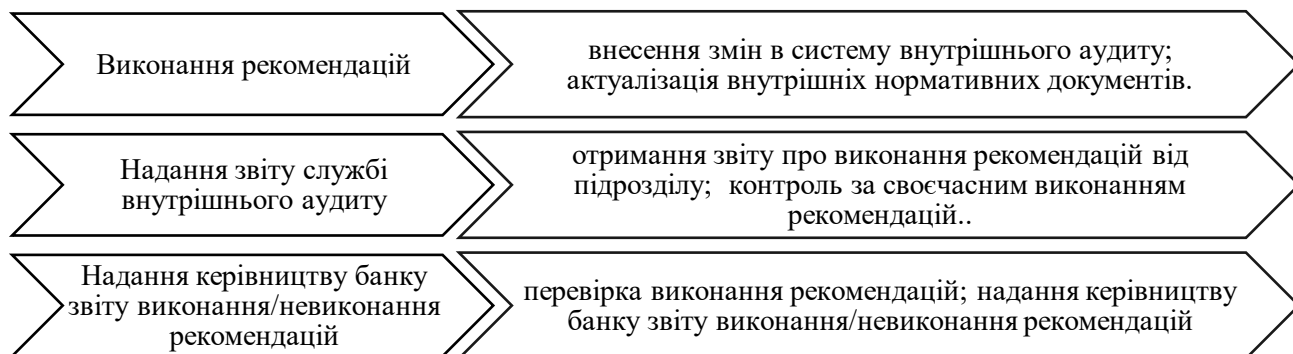 Виконання рекомендацій
внесення змін в систему внутрішнього аудиту;
актуалізація внутрішніх нормативних документів.
Надання звіту службі
внутрішнього аудиту
отримання звіту про виконання рекомендацій від
підрозділу; контроль за своєчасним виконанням
рекомендацій..
Надання керівництву банку
звіту виконання/невиконання
рекомендацій
перевірка виконання рекомендацій; надання керівництву
банку звіту виконання/невиконання рекомендацій